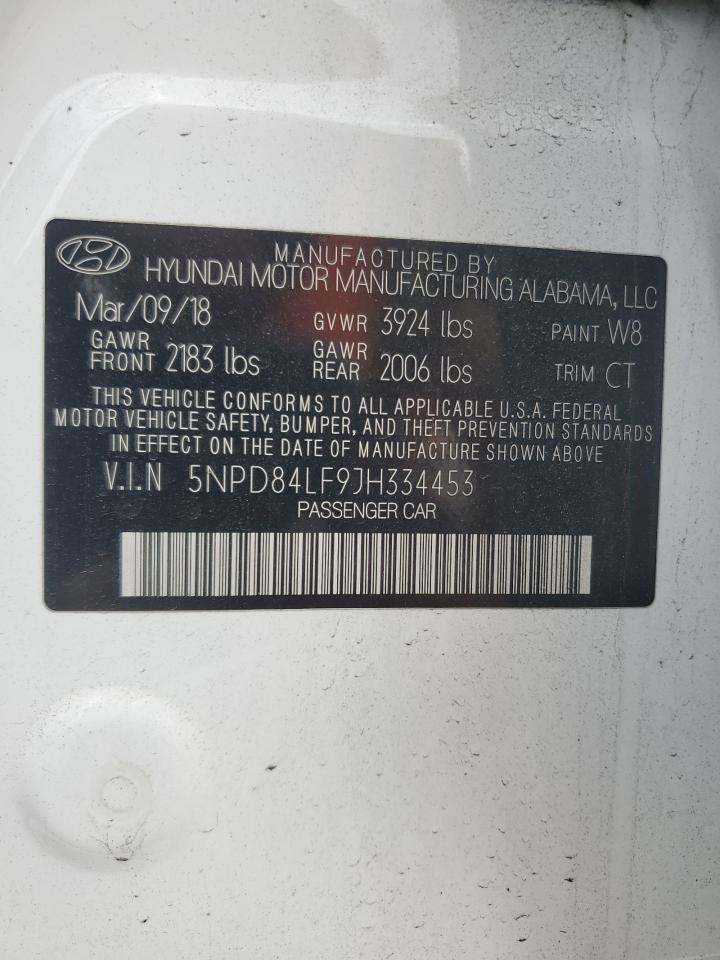 MANUFACTURED BY
HYUNDAI MOTOR MANUFACTURING ALABAMA, LLC
Mar/09/18 GVWR 3924 lbs PAINT W8
GAWR FRONT 2183 lbs GAWR REAR 2006 lbs TRIM CT
THIS VEHICLE CONFORMS TO ALL APPLICABLE U.S.A. FEDERAL
MOTOR VEHICLE SAFETY, BUMPER, AND THEFT PREVENTION STANDARDS
IN EFFECT ON THE DATE OF MANUFACTURE SHOWN ABOVE
V.I.N 5NPD84LF9JH334453
PASSENGER CAR